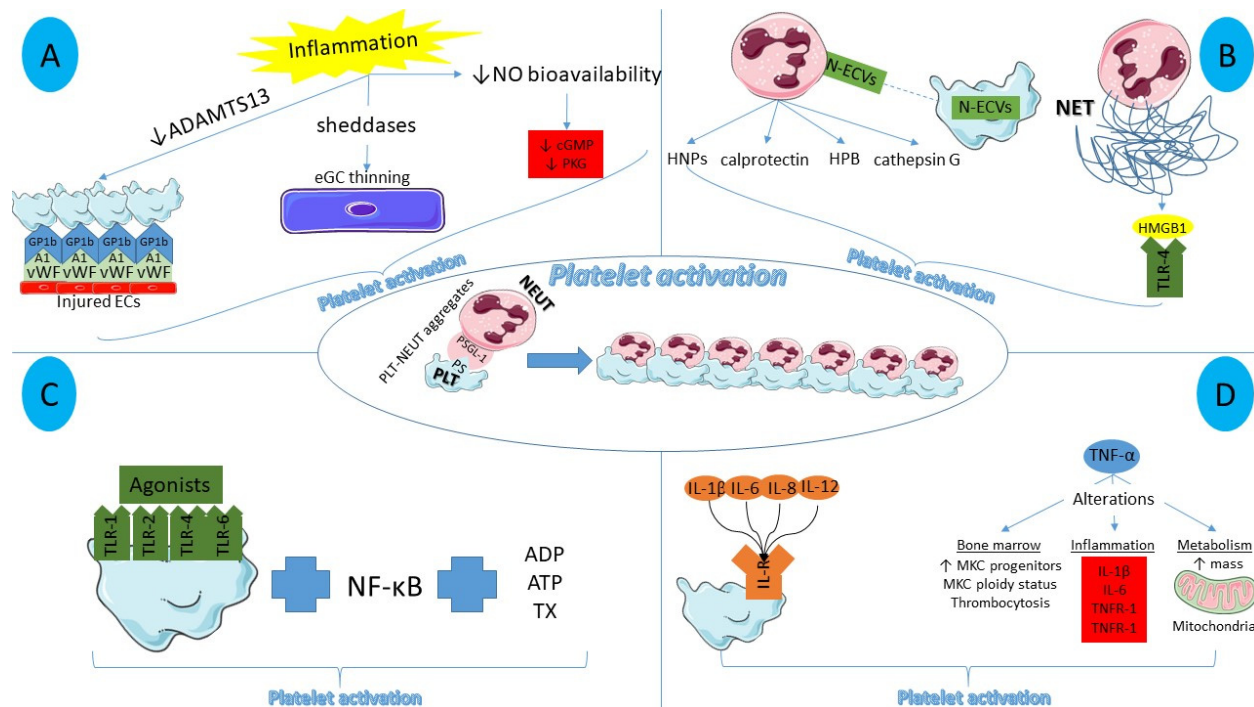 A
Inflammation
↓ADAMTS13
sheddases
↓NO bioavailability
↓ cGMP
↓ PKG
eGC thinning
GP1b GP1b GP1b GP1b
A1 A1 A1 A1
vWF vWF vWF vWF
Injured ECs
Platelet activation
B
N-ECVs
N-ECVs
NET
HNPs calprotectin HPB cathepsin G
HMGB1
TLR-4
Platelet activation
Platelet activation
PLT-NEUT aggregates
NEUT
PSGL-1
PS
PLT
C
Agonists
TLR-1 TLR-2 TLR-4 TLR-6
NF-κB
ADP
ATP
TX
Platelet activation
D
IL-1β IL-6 IL-8 IL-12
IL-R
TNF-α
Alterations
Bone marrow
↑ MKC progenitors
MKC ploidy status
Thrombocytosis
Inflammation
IL-1β
IL-6
TNFR-1
TNFR-1
Metabolism
↑ mass
Mitochondria
Platelet activation